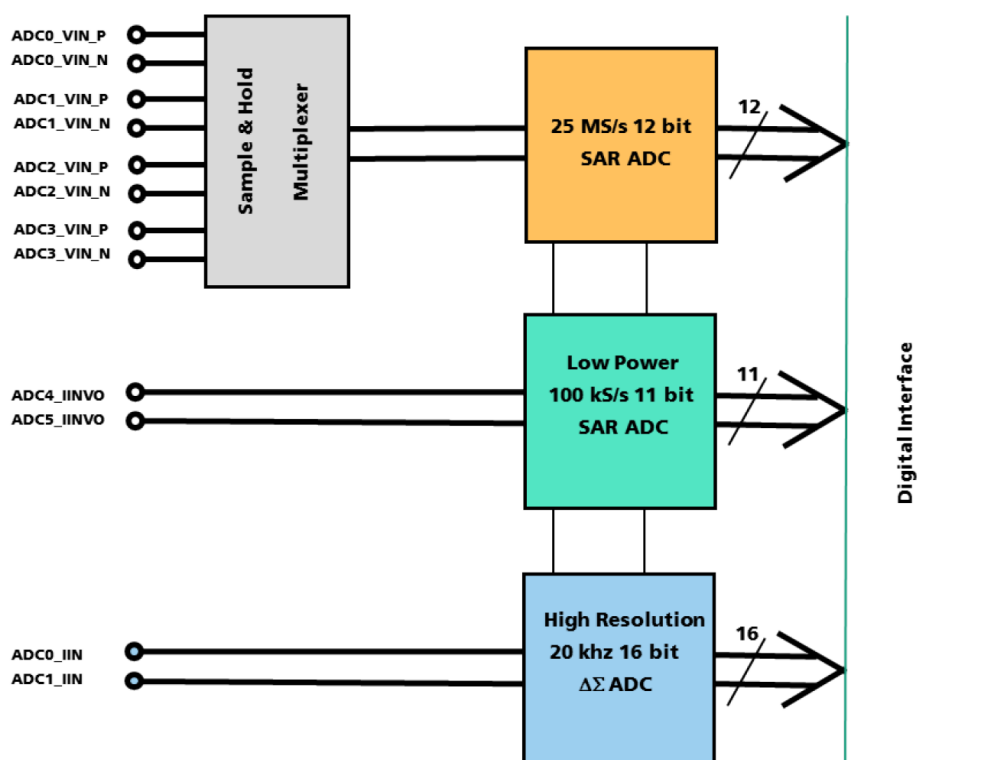 ADC0_VIN_P
ADC0_VIN_N
ADC1_VIN_P
ADC1_VIN_N
ADC2_VIN_P
ADC2_VIN_N
ADC3_VIN_P
ADC3_VIN_N
Sample & Hold
Multiplexer
25 MS/s 12 bit
SAR ADC
12
ADC4_IINVO
ADC5_IINVO
Low Power
100 kS/s 11 bit
SAR ADC
11
Digital Interface
ADC0_IIN
ADC1_IIN
High Resolution
20 khz 16 bit
ΔΣ ADC
16